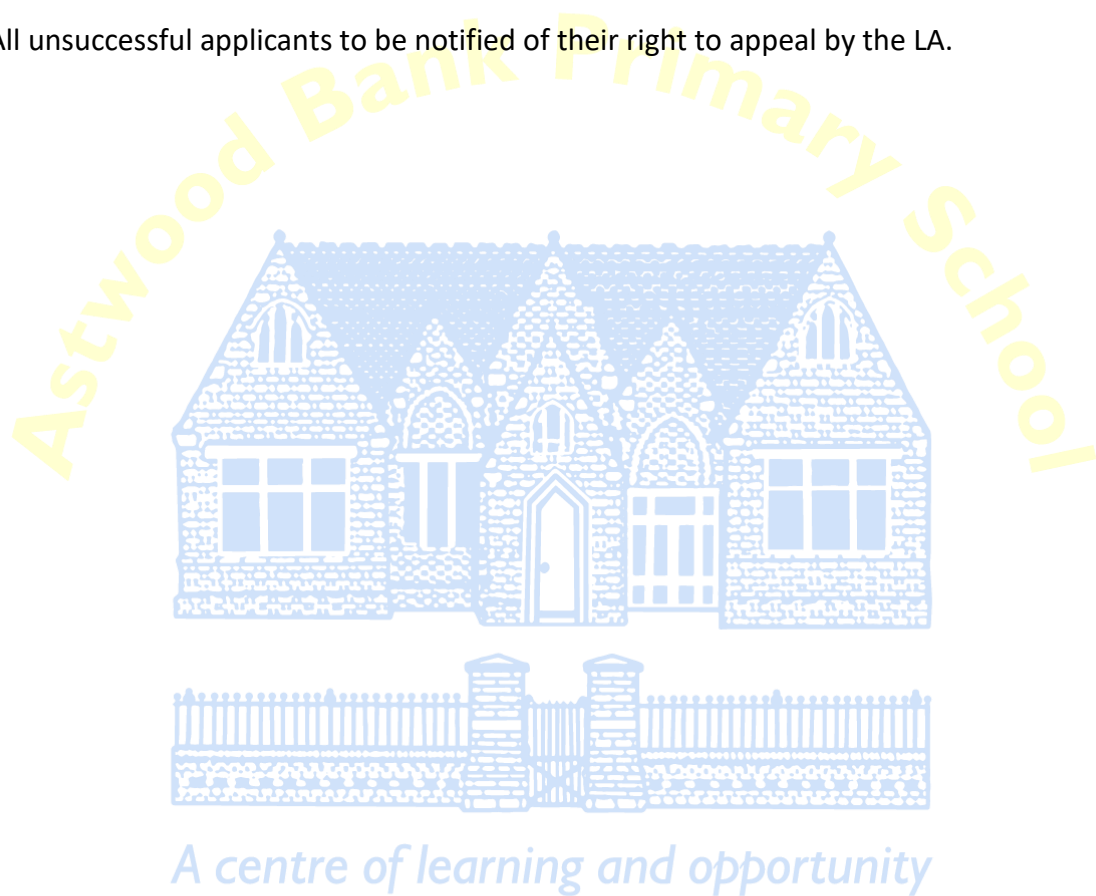 All unsuccessful applicants to be notified of their right to appeal by the LA.
Astwood Bank Primary School
A centre of learning and opportunity